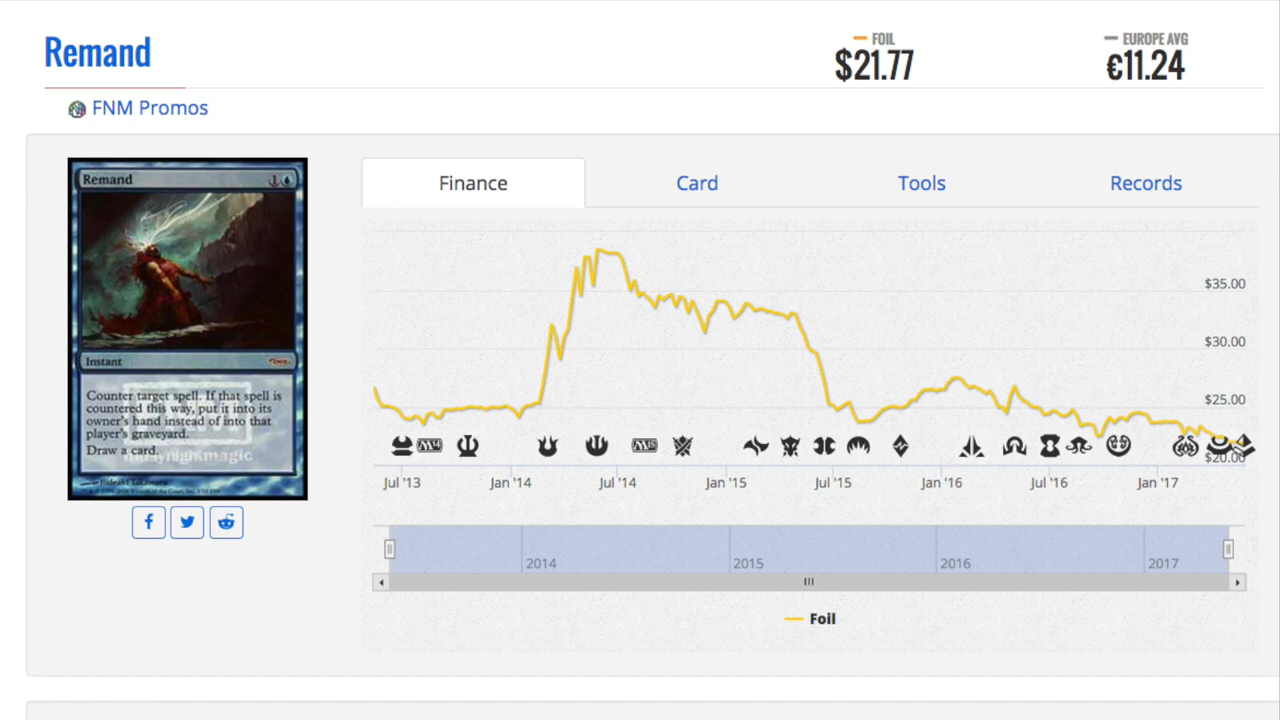 Remand
FOIL
$21.77
EUROPE AVG
€11.24
FNM Promos
Remand 1
Instant
Counter target spell. If that spell is
countered this way, put it into its
owner's hand instead of into that
player's graveyard.
Draw a card.
Finance
Card
Tools
Records
$35.00
$30.00
$25.00
$20.00
M14
M15
Jul '13
Jan '14
Jul '14
Jan '15
Jul '15
Jan '16
Jul '16
Jan '17
2014
2015
2016
2017
Foil